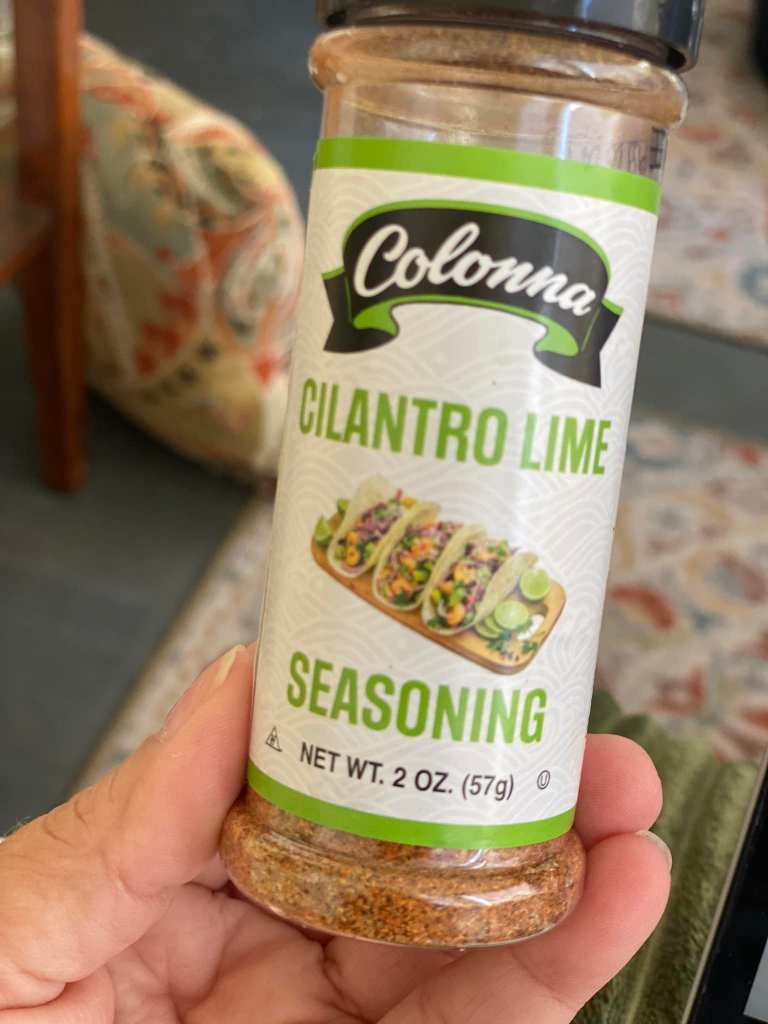 Colonna
CILANTRO LIME
SEASONING
NET WT. 2 OZ. (57g)
U